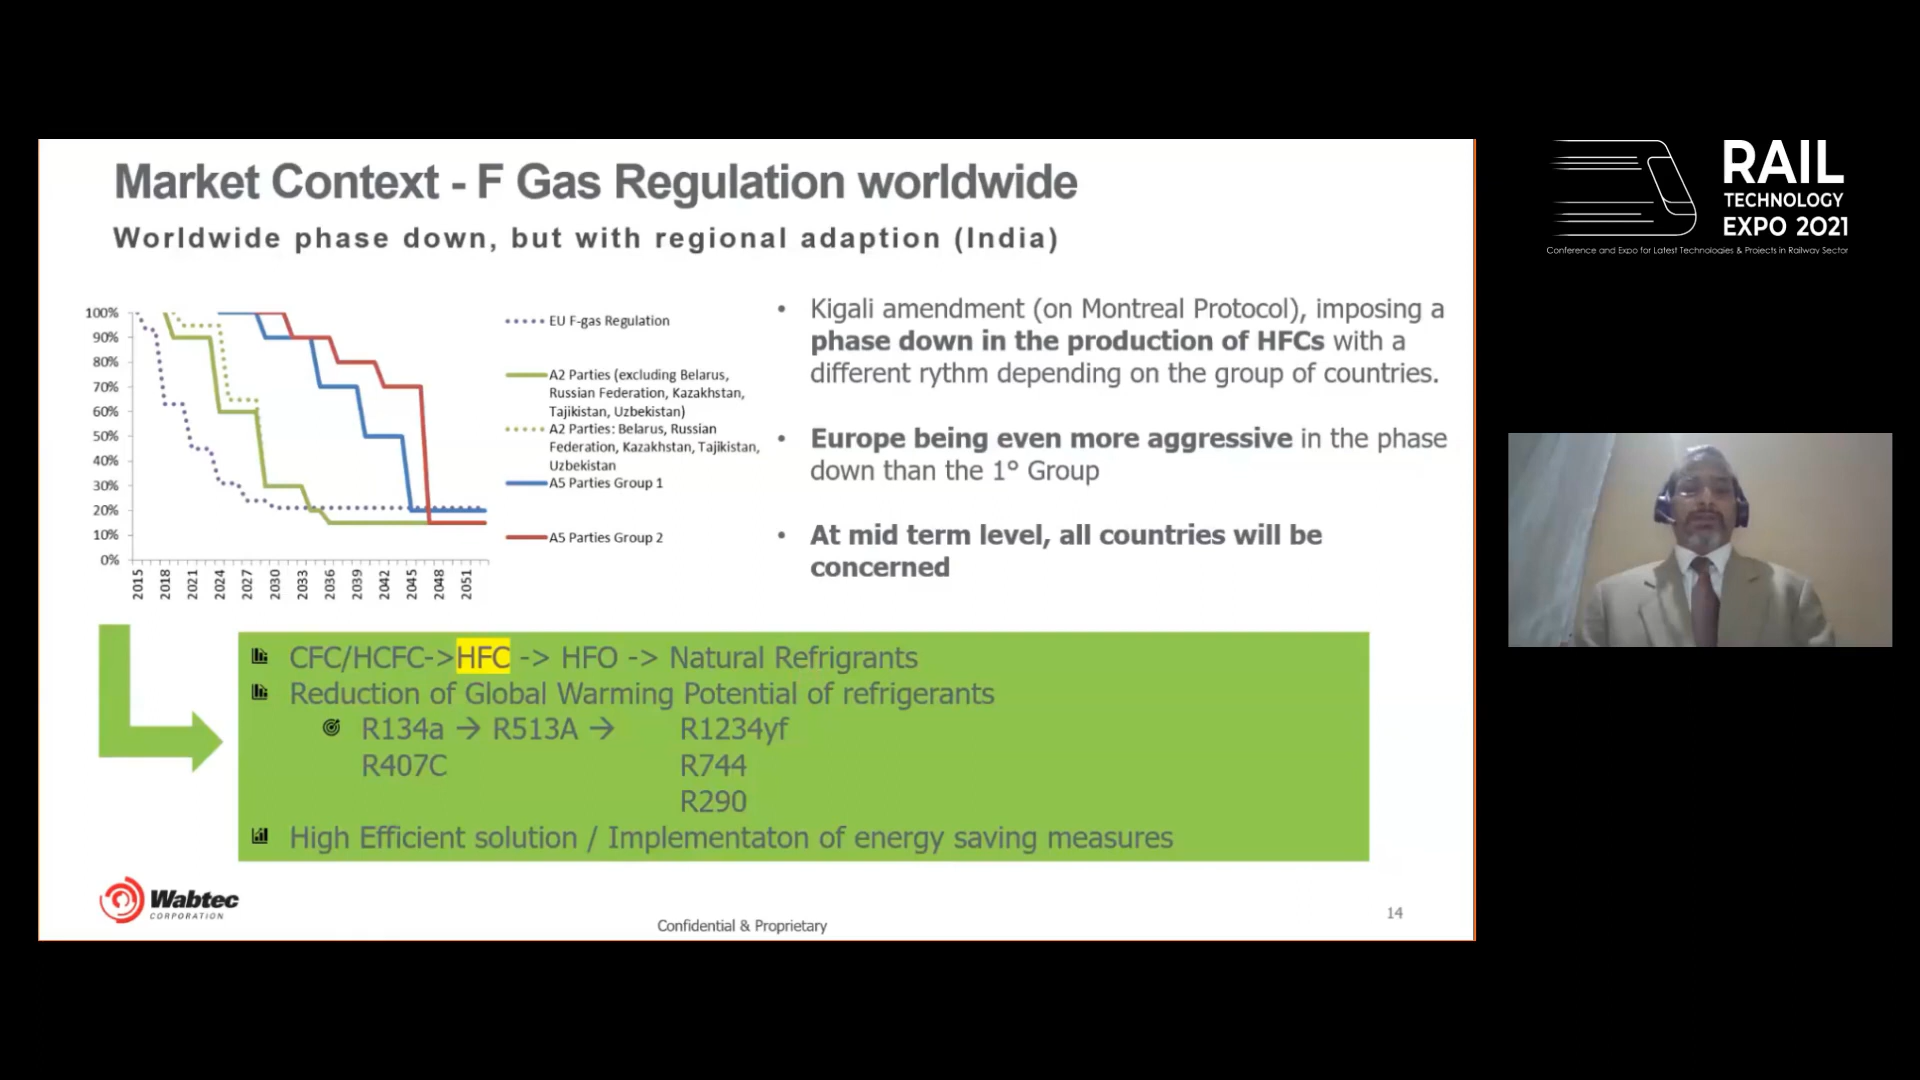 Market Context - F Gas Regulation worldwide
Worldwide phase down, but with regional adaption (India)
100%
90%
80%
70%
60%
50%
40%
30%
20%
10%
0%
2015
2018
2021
2024
2027
2030
2033
2036
2039
2042
2045
2048
2051
EU F-gas Regulation
A2 Parties (excluding Belarus,
Russian Federation, Kazakhstan,
Tajikistan, Uzbekistan)
A2 Parties: Belarus, Russian
Federation, Kazakhstan, Tajikistan,
Uzbekistan
A5 Parties Group 1
A5 Parties Group 2
• Kigali amendment (on Montreal Protocol), imposing a
phase down in the production of HFCs with a
different rythm depending on the group of countries.
• Europe being even more aggressive in the phase
down than the 1° Group
• At mid term level, all countries will be
concerned
CFC/HCFC->HFC -> HFO -> Natural Refrigrants
Reduction of Global Warming Potential of refrigerants
R134a → R513A → R1234yf
R407C R744
R290
High Efficient solution / Implementaton of energy saving measures
Wabtec
CORPORATION
Confidential & Proprietary
14
RAIL
TECHNOLOGY
EXPO 2021
Conference and Expo for Latest Technologies & Projects in Railway Sector